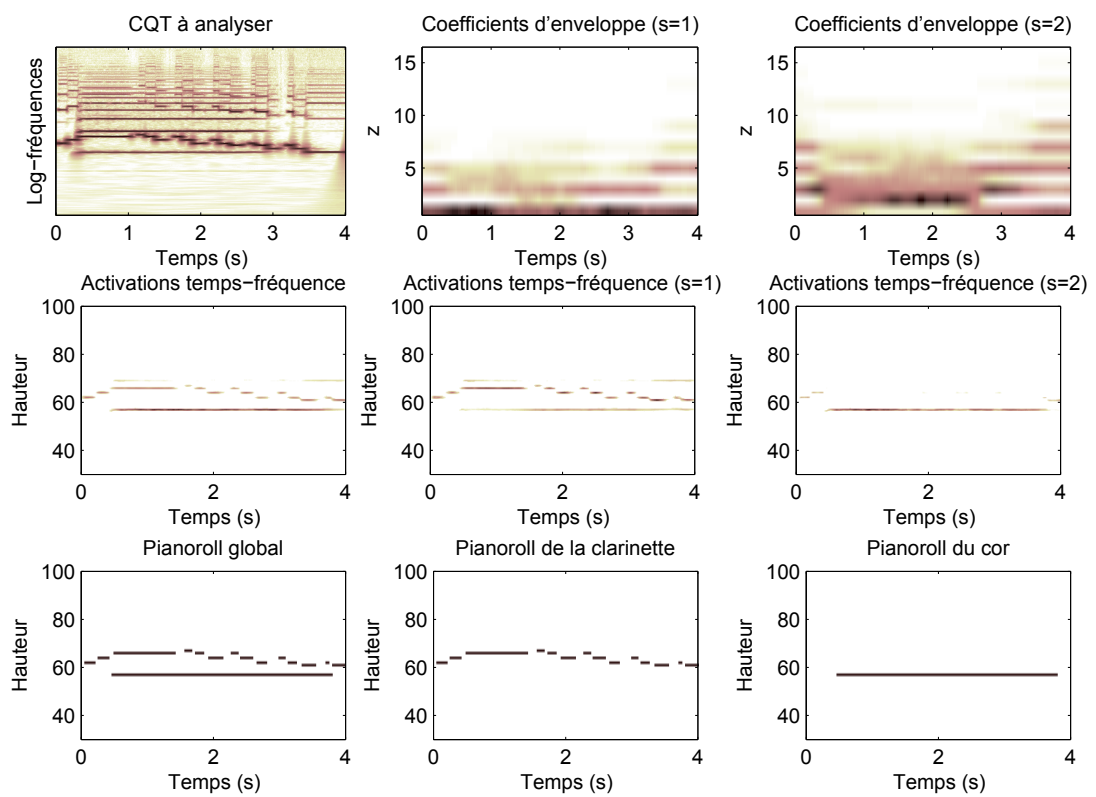 CQT à analyser
Log−fréquences
0 1 2 3 4
Temps (s)
Coefficients d’enveloppe (s=1)
z
15
10
5
0 1 2 3 4
Temps (s)
Coefficients d’enveloppe (s=2)
z
15
10
5
0 1 2 3 4
Temps (s)
Activations temps−fréquence
Hauteur
100
80
60
40
0 2 4
Temps (s)
Activations temps−fréquence (s=1)
Hauteur
100
80
60
40
0 2 4
Temps (s)
Activations temps−fréquence (s=2)
Hauteur
100
80
60
40
0 2 4
Temps (s)
Pianoroll global
Hauteur
100
80
60
40
0 2 4
Temps (s)
Pianoroll de la clarinette
Hauteur
100
80
60
40
0 2 4
Temps (s)
Pianoroll du cor
Hauteur
100
80
60
40
0 2 4
Temps (s)